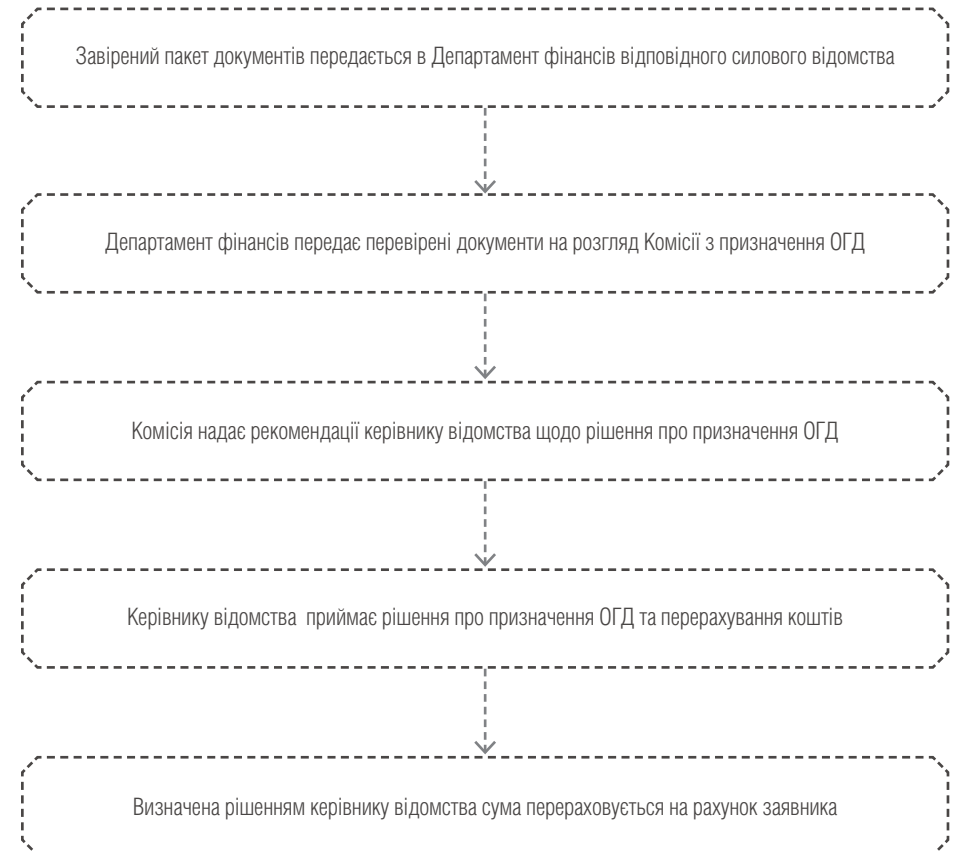 Завірений пакет документів передається в Департамент фінансів відповідного силового відомства
Департамент фінансів передає перевірені документи на розгляд Комісії з призначення ОГД
Комісія надає рекомендації керівнику відомства щодо рішення про призначення ОГД
Керівнику відомства приймає рішення про призначення ОГД та перерахування коштів
Визначена рішенням керівнику відомства сума перераховується на рахунок заявника